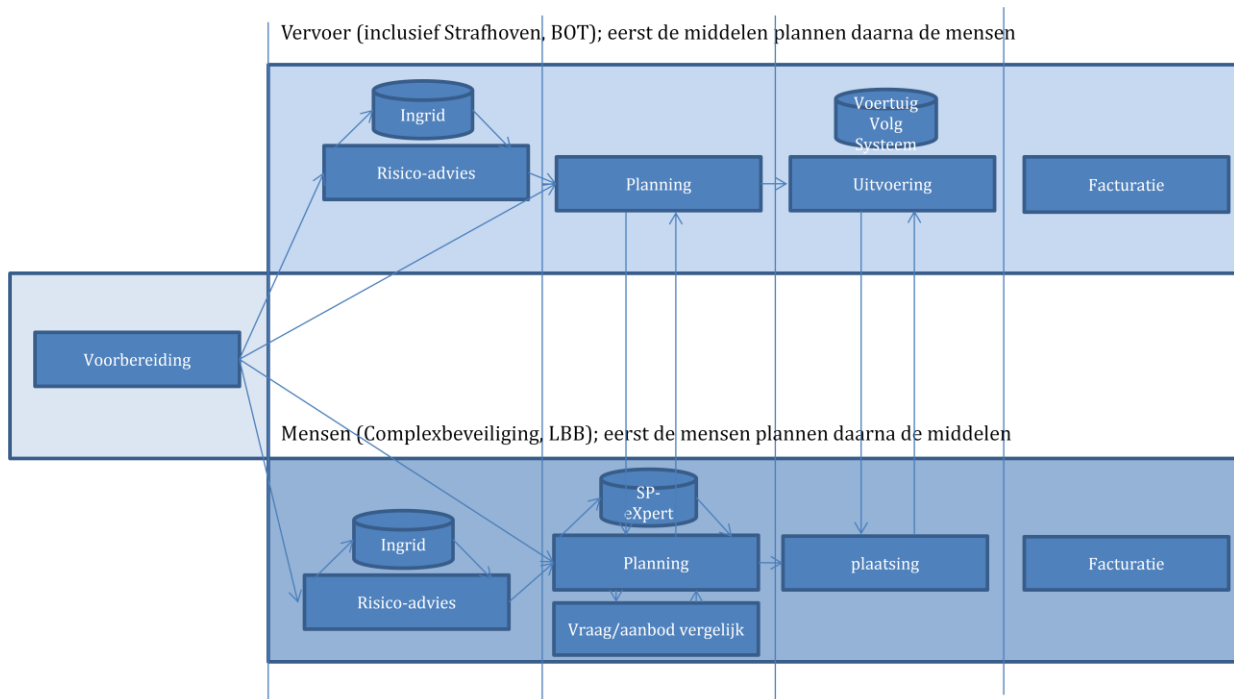 Vervoer (inclusief Strafhoven, BOT); eerst de middelen plannen daarna de mensen
Ingrid
Risico-advies
Planning
Voertuig
Volg
Systeem
Uitvoering
Facturatie
Voorbereiding
Mensen (Complexbeveiliging, LBB); eerst de mensen plannen daarna de middelen
Ingrid
Risico-advies
SP-
eXpert
Planning
Vraag/aanbod vergelijk
plaatsing
Facturatie